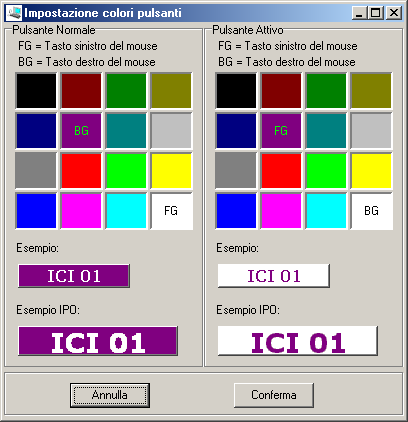 Impostazione colori pulsanti
Pulsante Normale
FG = Tasto sinistro del mouse
BG = Tasto destro del mouse
BG
FG
Esempio:
ICI 01
Esempio IPO:
ICI 01
Pulsante Attivo
FG = Tasto sinistro del mouse
BG = Tasto destro del mouse
FG
BG
Esempio:
ICI 01
Esempio IPO:
ICI 01
Annulla
Conferma